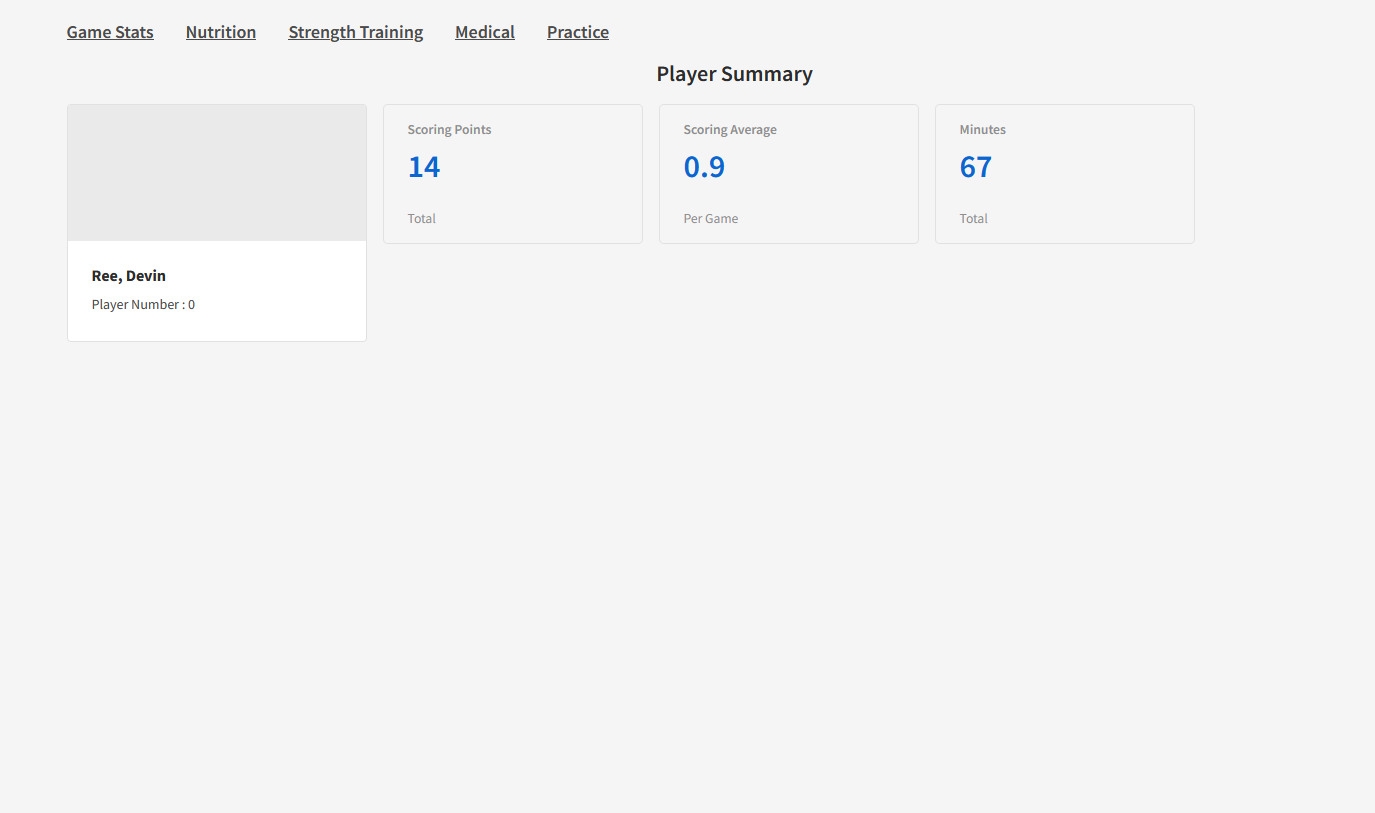 Game Stats Nutrition Strength Training Medical Practice
Player Summary
Scoring Points
14
Total
Scoring Average
0.9
Per Game
Minutes
67
Total
Ree, Devin
Player Number : 0